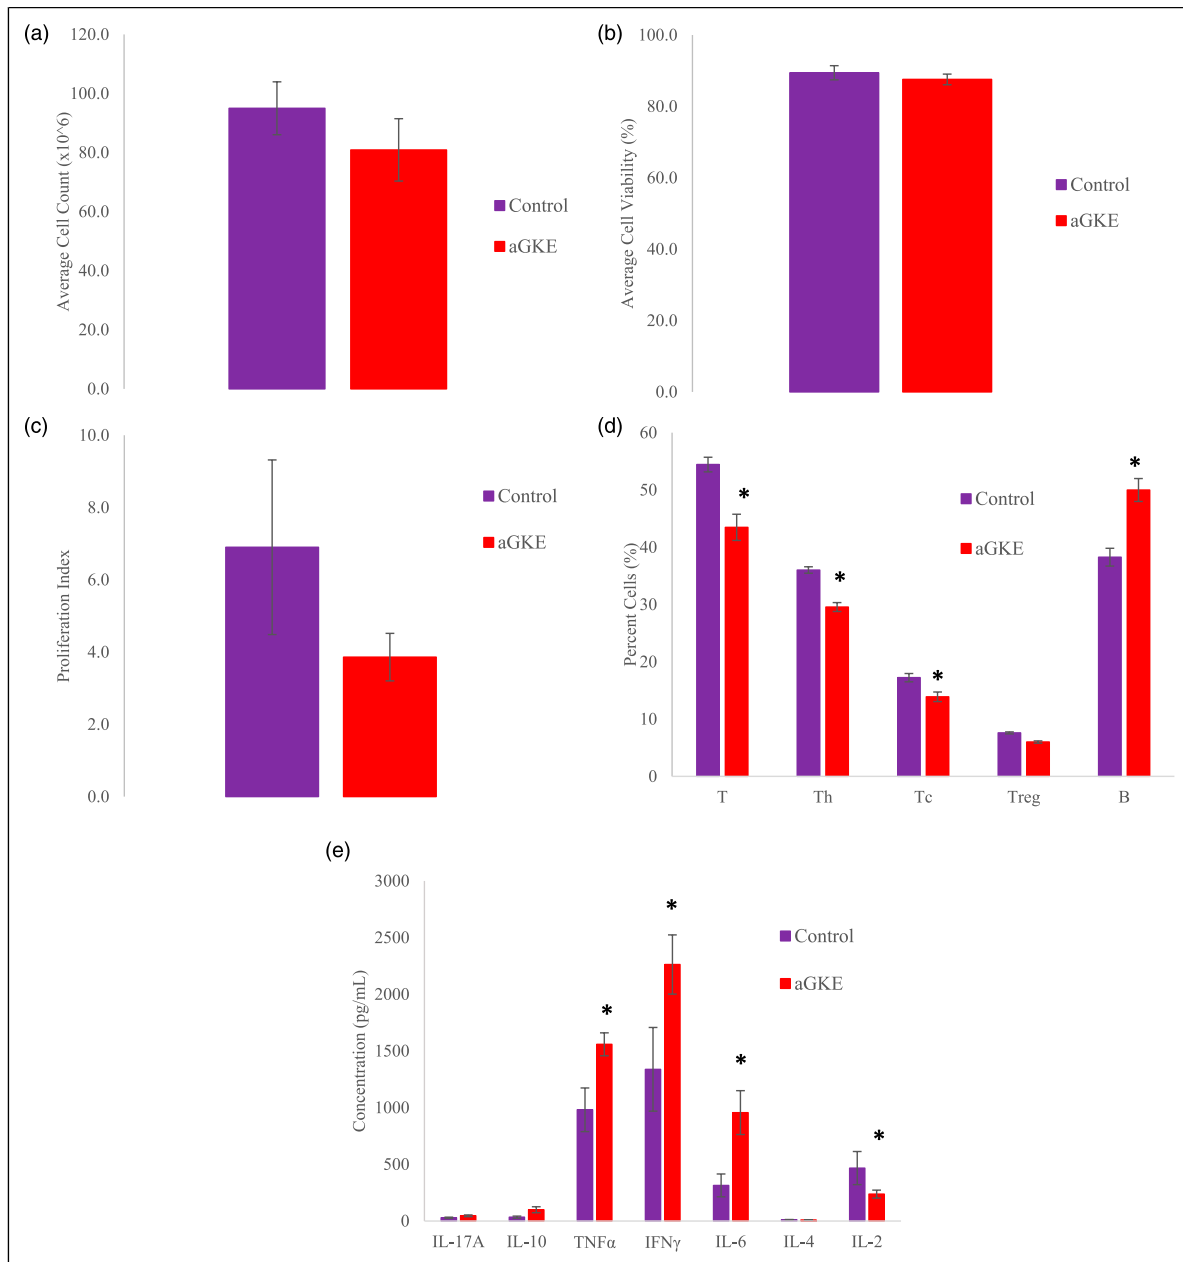 (a)
120.0
100.0
80.0
60.0
40.0
20.0
0.0
Average Cell Count (x10^6)
Control
aGKE
(b)
100.0
80.0
60.0
40.0
20.0
0.0
Average Cell Viability (%)
Control
aGKE
(c)
10.0
8.0
6.0
4.0
2.0
0.0
Proliferation Index
Control
aGKE
(d)
60
50
40
30
20
10
0
Percent Cells (%)
* * * *
Control
aGKE
T Th Tc Treg B
(e)
3000
2500
2000
1500
1000
500
0
Concentration (pg/mL)
* * * *
Control
aGKE
IL-17A IL-10 TNFα IFNγ IL-6 IL-4 IL-2